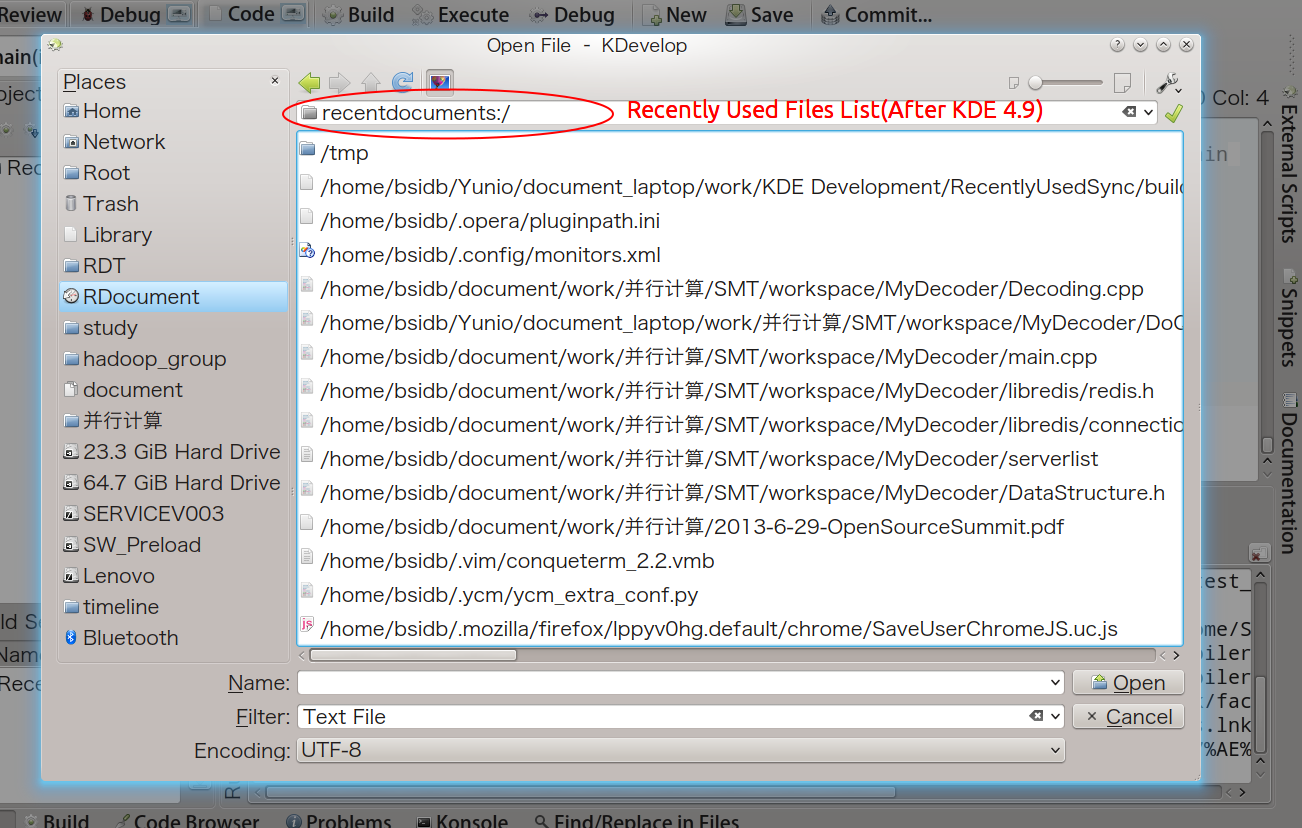 Review Debug Code Build Execute Debug New Save Commit...
Open File - KDevelop
Places
Home
Network
Root
Trash
Library
RDT
RDocument
study
hadoop_group
document
并行计算
23.3 GiB Hard Drive
64.7 GiB Hard Drive
SERVICEV003
SW_Preload
Lenovo
timeline
Bluetooth
recentdocuments:/
Recently Used Files List(After KDE 4.9)
/tmp
/home/bsidb/Yunio/document_laptop/work/KDE Development/RecentlyUsedSync/build
/home/bsidb/.opera/pluginpath.ini
/home/bsidb/.config/monitors.xml
/home/bsidb/document/work/并行计算/SMT/workspace/MyDecoder/Decoding.cpp
/home/bsidb/Yunio/document_laptop/work/并行计算/SMT/workspace/MyDecoder/DoC
/home/bsidb/document/work/并行计算/SMT/workspace/MyDecoder/main.cpp
/home/bsidb/document/work/并行计算/SMT/workspace/MyDecoder/libredis/redis.h
/home/bsidb/document/work/并行计算/SMT/workspace/MyDecoder/libredis/connectic
/home/bsidb/document/work/并行计算/SMT/workspace/MyDecoder/serverlist
/home/bsidb/document/work/并行计算/SMT/workspace/MyDecoder/DataStructure.h
/home/bsidb/document/work/并行计算/2013-6-29-OpenSourceSummit.pdf
/home/bsidb/.vim/conqueterm_2.2.vmb
/home/bsidb/.ycm/ycm_extra_conf.py
/home/bsidb/.mozilla/firefox/lppyv0hg.default/chrome/SaveUserChromeJS.uc.js
Name:
Open
Filter: Text File
Cancel
Encoding: UTF-8
Col: 4
External Scripts
Snippets
Documentation
Build Code Browser Problems Konsole Find/Replace in Files